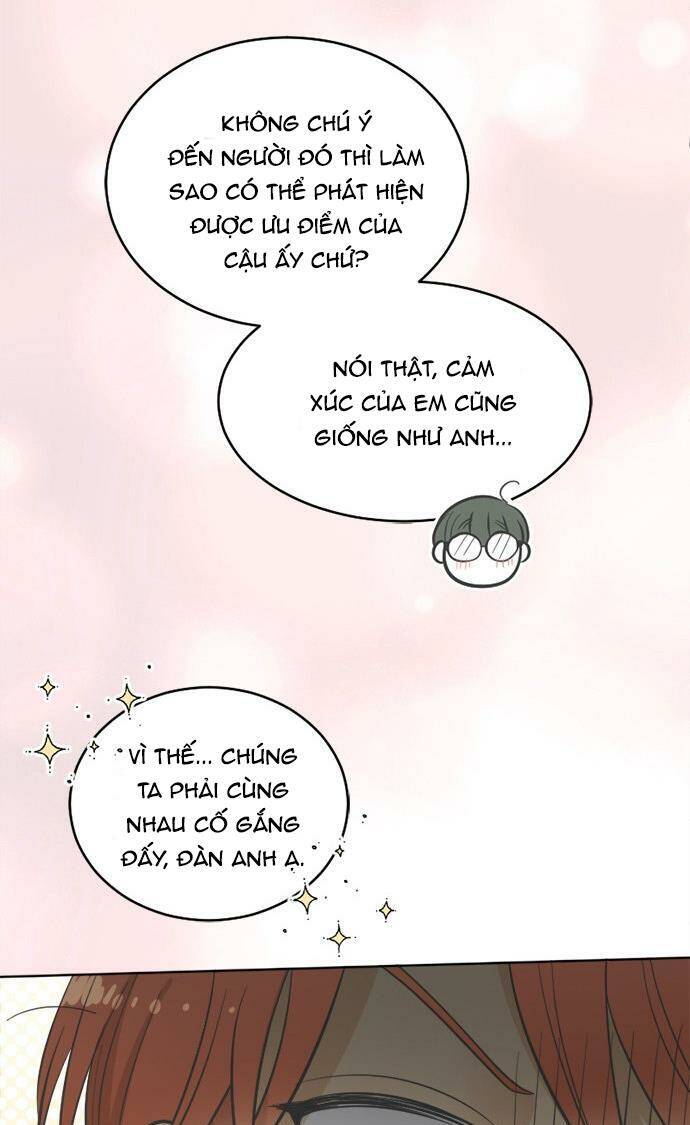 KHÔNG CHÚ Ý
ĐẾN NGƯỜI ĐÓ THÌ LÀM
SAO CÓ THỂ PHÁT HIỆN
ĐƯỢC ƯU ĐIỂM CỦA
CẬU ẤY CHỨ?
NÓI THẬT, CẢM
XÚC CỦA EM CŨNG
GIỐNG NHƯ ANH...
VÌ THẾ... CHÚNG
TA PHẢI CÙNG
NHAU CỐ GẮNG
ĐẤY, ĐÀN ANH Ạ.